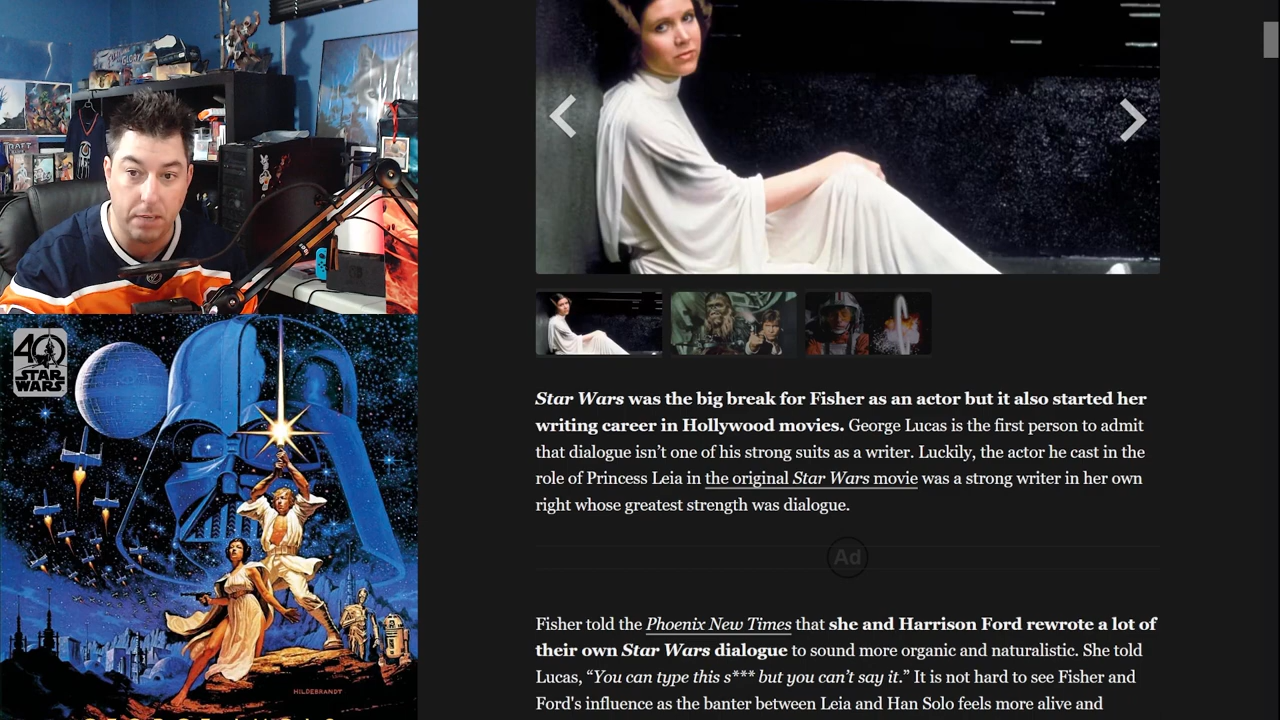 40
STAR
WARS
HILDEBRANDT
Star Wars was the big break for Fisher as an actor but it also started her
writing career in Hollywood movies. George Lucas is the first person to admit
that dialogue isn’t one of his strong suits as a writer. Luckily, the actor he cast in the
role of Princess Leia in the original Star Wars movie was a strong writer in her own
right whose greatest strength was dialogue.
Ad
Fisher told the Phoenix New Times that she and Harrison Ford rewrote a lot of
their own Star Wars dialogue to sound more organic and naturalistic. She told
Lucas, “You can type this s*** but you can’t say it.” It is not hard to see Fisher and
Ford's influence as the banter between Leia and Han Solo feels more alive and